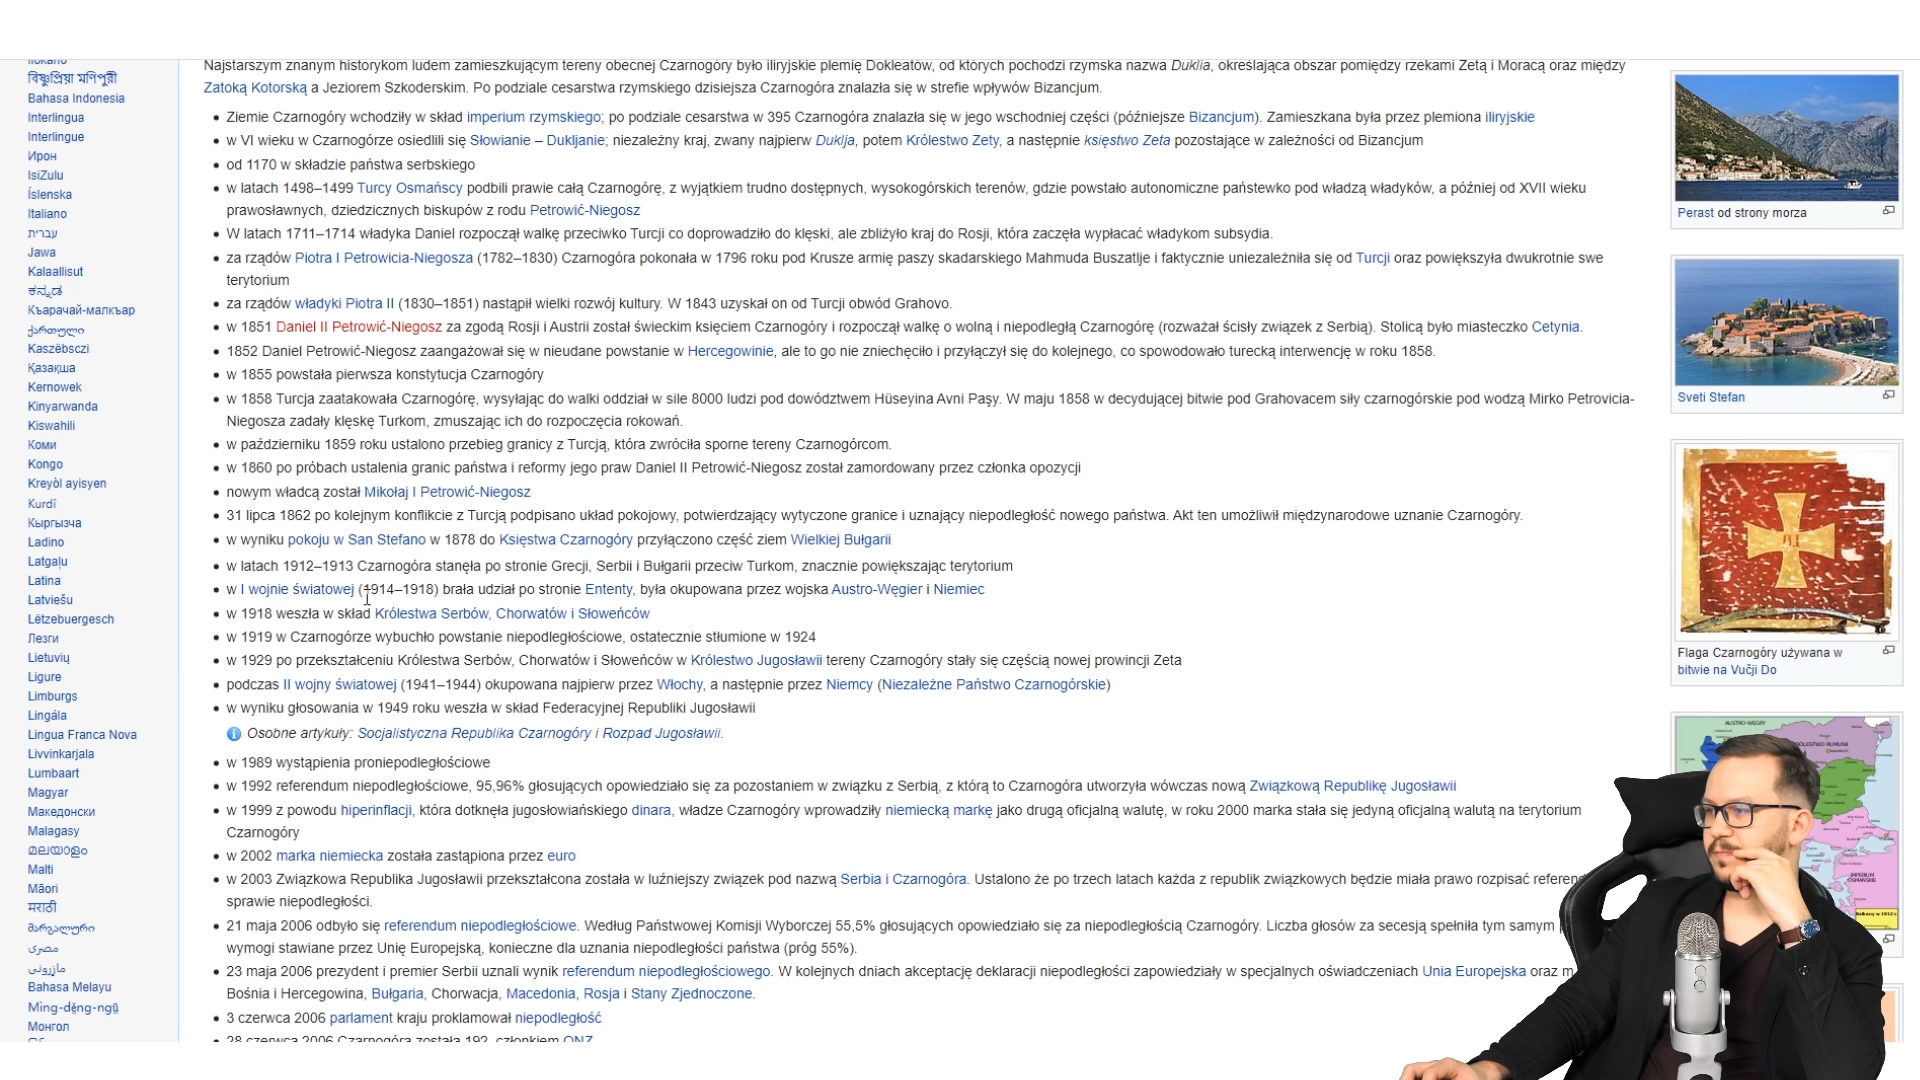 বিষ্ণুপ্রিয়া মণিপুরী
Bahasa Indonesia
Interlingua
Interlingue
Ирон
IsiZulu
Íslenska
Italiano
עברית
Jawa
Kalaallisut
ಕನ್ನಡ
Къарачай-малкъар
ქართული
Kaszëbsczi
Қазақша
Kernowek
Kinyarwanda
Kiswahili
Коми
Kongo
Kreyòl ayisyen
Kurdî
Кыргызча
Ladino
Latgaļu
Latina
Latviešu
Lëtzebuergesch
Лезги
Lietuvių
Ligure
Limburgs
Lingála
Lingua Franca Nova
Livvinkarjala
Lumbaart
Magyar
Македонски
Malagasy
മലയാളം
Malti
Māori
मराठी
მარგალური
مصرى
مازِرونی
Bahasa Melayu
Mìng-dĕ̤ng-ngṳ̄
Монгол
Najstarszym znanym historykom ludem zamieszkującym tereny obecnej Czarnogóry było iliryjskie plemię Dokleatów, od których pochodzi rzymska nazwa Duklia, określająca obszar pomiędzy rzekami Zetą i Moracą oraz między
Zatoką Kotorską a Jeziorem Szkoderskim. Po podziale cesarstwa rzymskiego dzisiejsza Czarnogóra znalazła się w strefie wpływów Bizancjum.
• Ziemie Czarnogóry wchodziły w skład imperium rzymskiego; po podziale cesarstwa w 395 Czarnogóra znalazła się w jego wschodniej części (późniejsze Bizancjum). Zamieszkana była przez plemiona iliryjskie
• w VI wieku w Czarnogórze osiedlili się Słowianie – Dukljanie; niezależny kraj, zwany najpierw Duklja, potem Królestwo Zety, a następnie księstwo Zeta pozostające w zależności od Bizancjum
• od 1170 w składzie państwa serbskiego
• w latach 1498–1499 Turcy Osmańscy podbili prawie całą Czarnogórę, z wyjątkiem trudno dostępnych, wysokogórskich terenów, gdzie powstało autonomiczne państewko pod władzą władyków, a później od XVII wieku
prawosławnych, dziedzicznych biskupów z rodu Petrowić-Niegosz
• W latach 1711–1714 władyka Daniel rozpoczął walkę przeciwko Turcji co doprowadziło do klęski, ale zbliżyło kraj do Rosji, która zaczęła wypłacać władykom subsydia.
• za rządów Piotra I Petrowicia-Niegosza (1782–1830) Czarnogóra pokonała w 1796 roku pod Krusze armię paszy skadarskiego Mahmuda Buszatlje i faktycznie uniezależniła się od Turcji oraz powiększyła dwukrotnie swe
terytorium
• za rządów władyki Piotra II (1830–1851) nastąpił wielki rozwój kultury. W 1843 uzyskał on od Turcji obwód Grahovo.
• w 1851 Daniel II Petrowić-Niegosz za zgodą Rosji i Austrii został świeckim księciem Czarnogóry i rozpoczął walkę o wolną i niepodległą Czarnogórę (rozważał ścisły związek z Serbią). Stolicą było miasteczko Cetynia.
• 1852 Daniel Petrowić-Niegosz zaangażował się w nieudane powstanie w Hercegowinie, ale to go nie zniechęciło i przyłączył się do kolejnego, co spowodowało turecką interwencję w roku 1858.
• w 1855 powstała pierwsza konstytucja Czarnogóry
• w 1858 Turcja zaatakowała Czarnogórę, wysyłając do walki oddział w sile 8000 ludzi pod dowództwem Hüseyina Avni Paşy. W maju 1858 w decydującej bitwie pod Grahovacem siły czarnogórskie pod wodzą Mirko Petrovicia-
Niegosza zadały klęskę Turkom, zmuszając ich do rozpoczęcia rokowań.
• w październiku 1859 roku ustalono przebieg granicy z Turcją, która zwróciła sporne tereny Czarnogórcom.
• w 1860 po próbach ustalenia granic państwa i reformy jego praw Daniel II Petrowić-Niegosz został zamordowany przez członka opozycji
• nowym władcą został Mikołaj I Petrowić-Niegosz
• 31 lipca 1862 po kolejnym konflikcie z Turcją podpisano układ pokojowy, potwierdzający wytyczone granice i uznający niepodległość nowego państwa. Akt ten umożliwił międzynarodowe uznanie Czarnogóry.
• w wyniku pokoju w San Stefano w 1878 do Księstwa Czarnogóry przyłączono część ziem Wielkiej Bułgarii
• w latach 1912–1913 Czarnogóra stanęła po stronie Grecji, Serbii i Bułgarii przeciw Turkom, znacznie powiększając terytorium
• w I wojnie światowej (1914–1918) brała udział po stronie Ententy, była okupowana przez wojska Austro-Węgier i Niemiec
• w 1918 weszła w skład Królestwa Serbów, Chorwatów i Słoweńców
• w 1919 w Czarnogórze wybuchło powstanie niepodległościowe, ostatecznie stłumione w 1924
• w 1929 po przekształceniu Królestwa Serbów, Chorwatów i Słoweńców w Królestwo Jugosławii tereny Czarnogóry stały się częścią nowej prowincji Zeta
• podczas II wojny światowej (1941–1944) okupowana najpierw przez Włochy, a następnie przez Niemcy (Niezależne Państwo Czarnogórskie)
• w wyniku głosowania w 1949 roku weszła w skład Federacyjnej Republiki Jugosławii
Osobne artykuły: Socjalistyczna Republika Czarnogóry i Rozpad Jugosławii.
• w 1989 wystąpienia proniepodległościowe
• w 1992 referendum niepodległościowe, 95,96% głosujących opowiedziało się za pozostaniem w związku z Serbią, z którą to Czarnogóra utworzyła wówczas nową Związkową Republikę Jugosławii
• w 1999 z powodu hiperinflacji, która dotknęła jugosłowiańskiego dinara, władze Czarnogóry wprowadziły niemiecką markę jako drugą oficjalną walutę, w roku 2000 marka stała się jedyną oficjalną walutą na terytorium
Czarnogóry
• w 2002 marka niemiecka została zastąpiona przez euro
• w 2003 Związkowa Republika Jugosławii przekształcona została w luźniejszy związek pod nazwą Serbia i Czarnogóra. Ustalono że po trzech latach każda z republik związkowych będzie miała prawo rozpisać
sprawie niepodległości.
• 21 maja 2006 odbyło się referendum niepodległościowe. Według Państwowej Komisji Wyborczej 55,5% głosujących opowiedziało się za niepodległością Czarnogóry. Liczba głosów za secesją spełniła tym samym
wymogi stawiane przez Unię Europejską, konieczne dla uznania niepodległości państwa (próg 55%).
• 23 maja 2006 prezydent i premier Serbii uznali wynik referendum niepodległościowego. W kolejnych dniach akceptację deklaracji niepodległości zapowiedziały w specjalnych oświadczeniach Unia Europejska oraz
Bośnia i Hercegowina, Bułgaria, Chorwacja, Macedonia, Rosja i Stany Zjednoczone.
• 3 czerwca 2006 parlament kraju proklamował niepodległość
• 28 czerwca 2006 Czarnogóra została 192. członkiem ONZ
Perast od strony morza
Sveti Stefan
Flaga Czarnogóry używana w
bitwie na Vučji Do
AUSTRO-WĘGRY